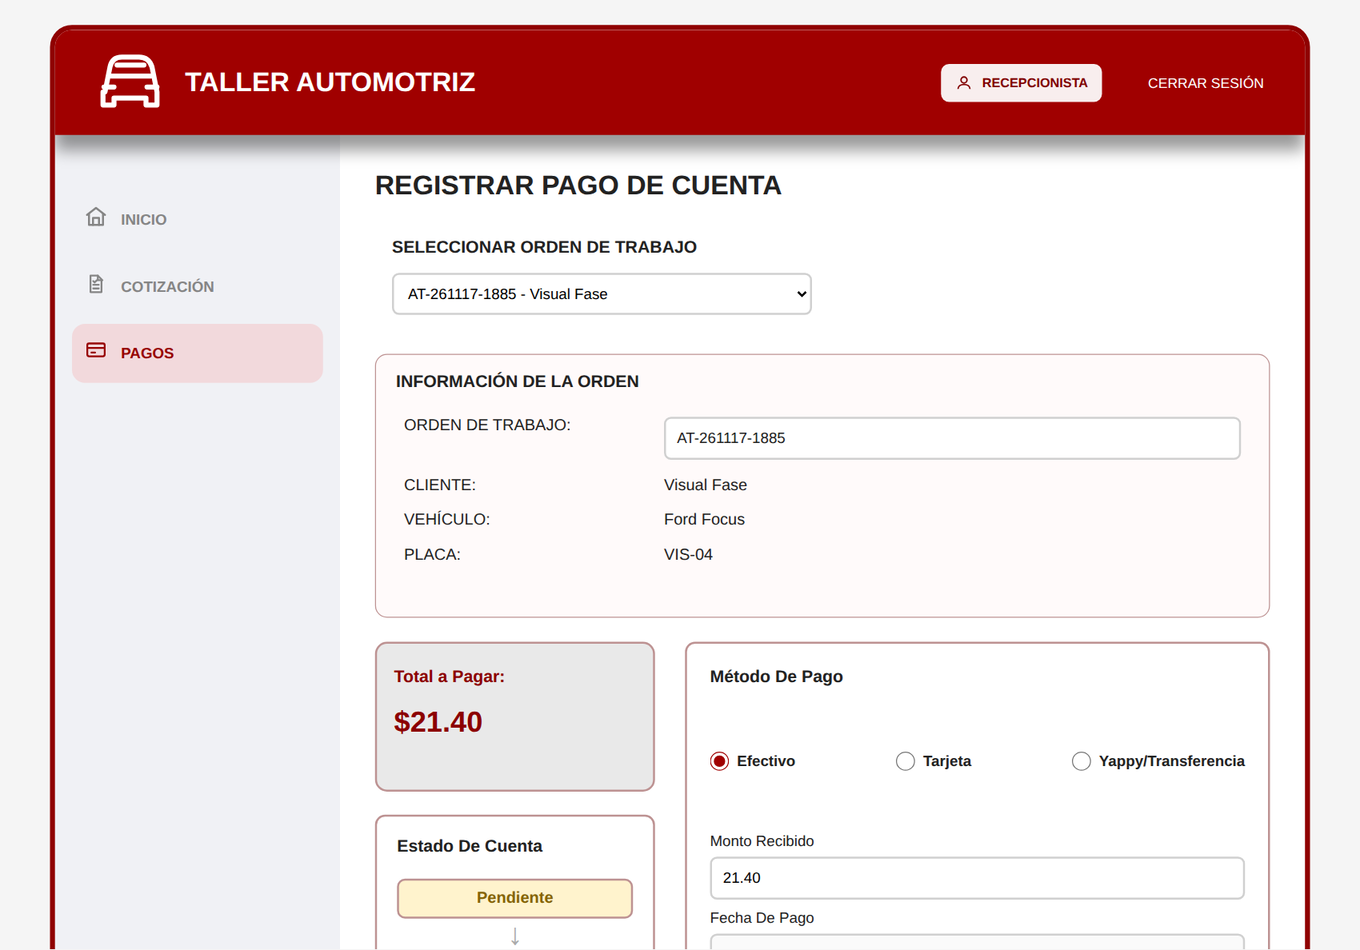 TALLER AUTOMOTRIZ
RECEPCIONISTA
CERRAR SESIÓN
INICIO
COTIZACIÓN
PAGOS
REGISTRAR PAGO DE CUENTA
SELECCIONAR ORDEN DE TRABAJO
AT-261117-1885 - Visual Fase
INFORMACIÓN DE LA ORDEN
ORDEN DE TRABAJO: AT-261117-1885
CLIENTE: Visual Fase
VEHÍCULO: Ford Focus
PLACA: VIS-04
Total a Pagar:
$21.40
Estado De Cuenta
Pendiente
↓
Método De Pago
Efectivo Tarjeta Yappy/Transferencia
Monto Recibido
21.40
Fecha De Pago